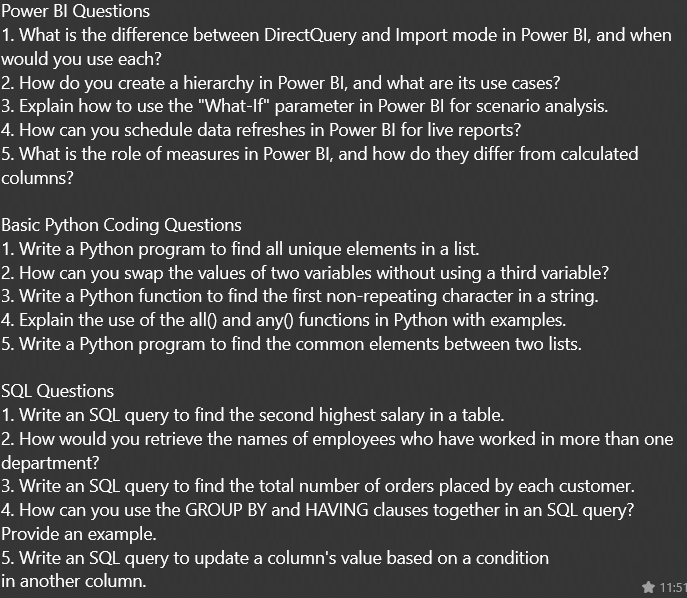 Power BI Questions
1. What is the difference between DirectQuery and Import mode in Power BI, and when
would you use each?
2. How do you create a hierarchy in Power BI, and what are its use cases?
3. Explain how to use the "What-If" parameter in Power BI for scenario analysis.
4. How can you schedule data refreshes in Power BI for live reports?
5. What is the role of measures in Power BI, and how do they differ from calculated
columns?
Basic Python Coding Questions
1. Write a Python program to find all unique elements in a list.
2. How can you swap the values of two variables without using a third variable?
3. Write a Python function to find the first non-repeating character in a string.
4. Explain the use of the all() and any() functions in Python with examples.
5. Write a Python program to find the common elements between two lists.
SQL Questions
1. Write an SQL query to find the second highest salary in a table.
2. How would you retrieve the names of employees who have worked in more than one
department?
3. Write an SQL query to find the total number of orders placed by each customer.
4. How can you use the GROUP BY and HAVING clauses together in an SQL query?
Provide an example.
5. Write an SQL query to update a column's value based on a condition
in another column.
11:51